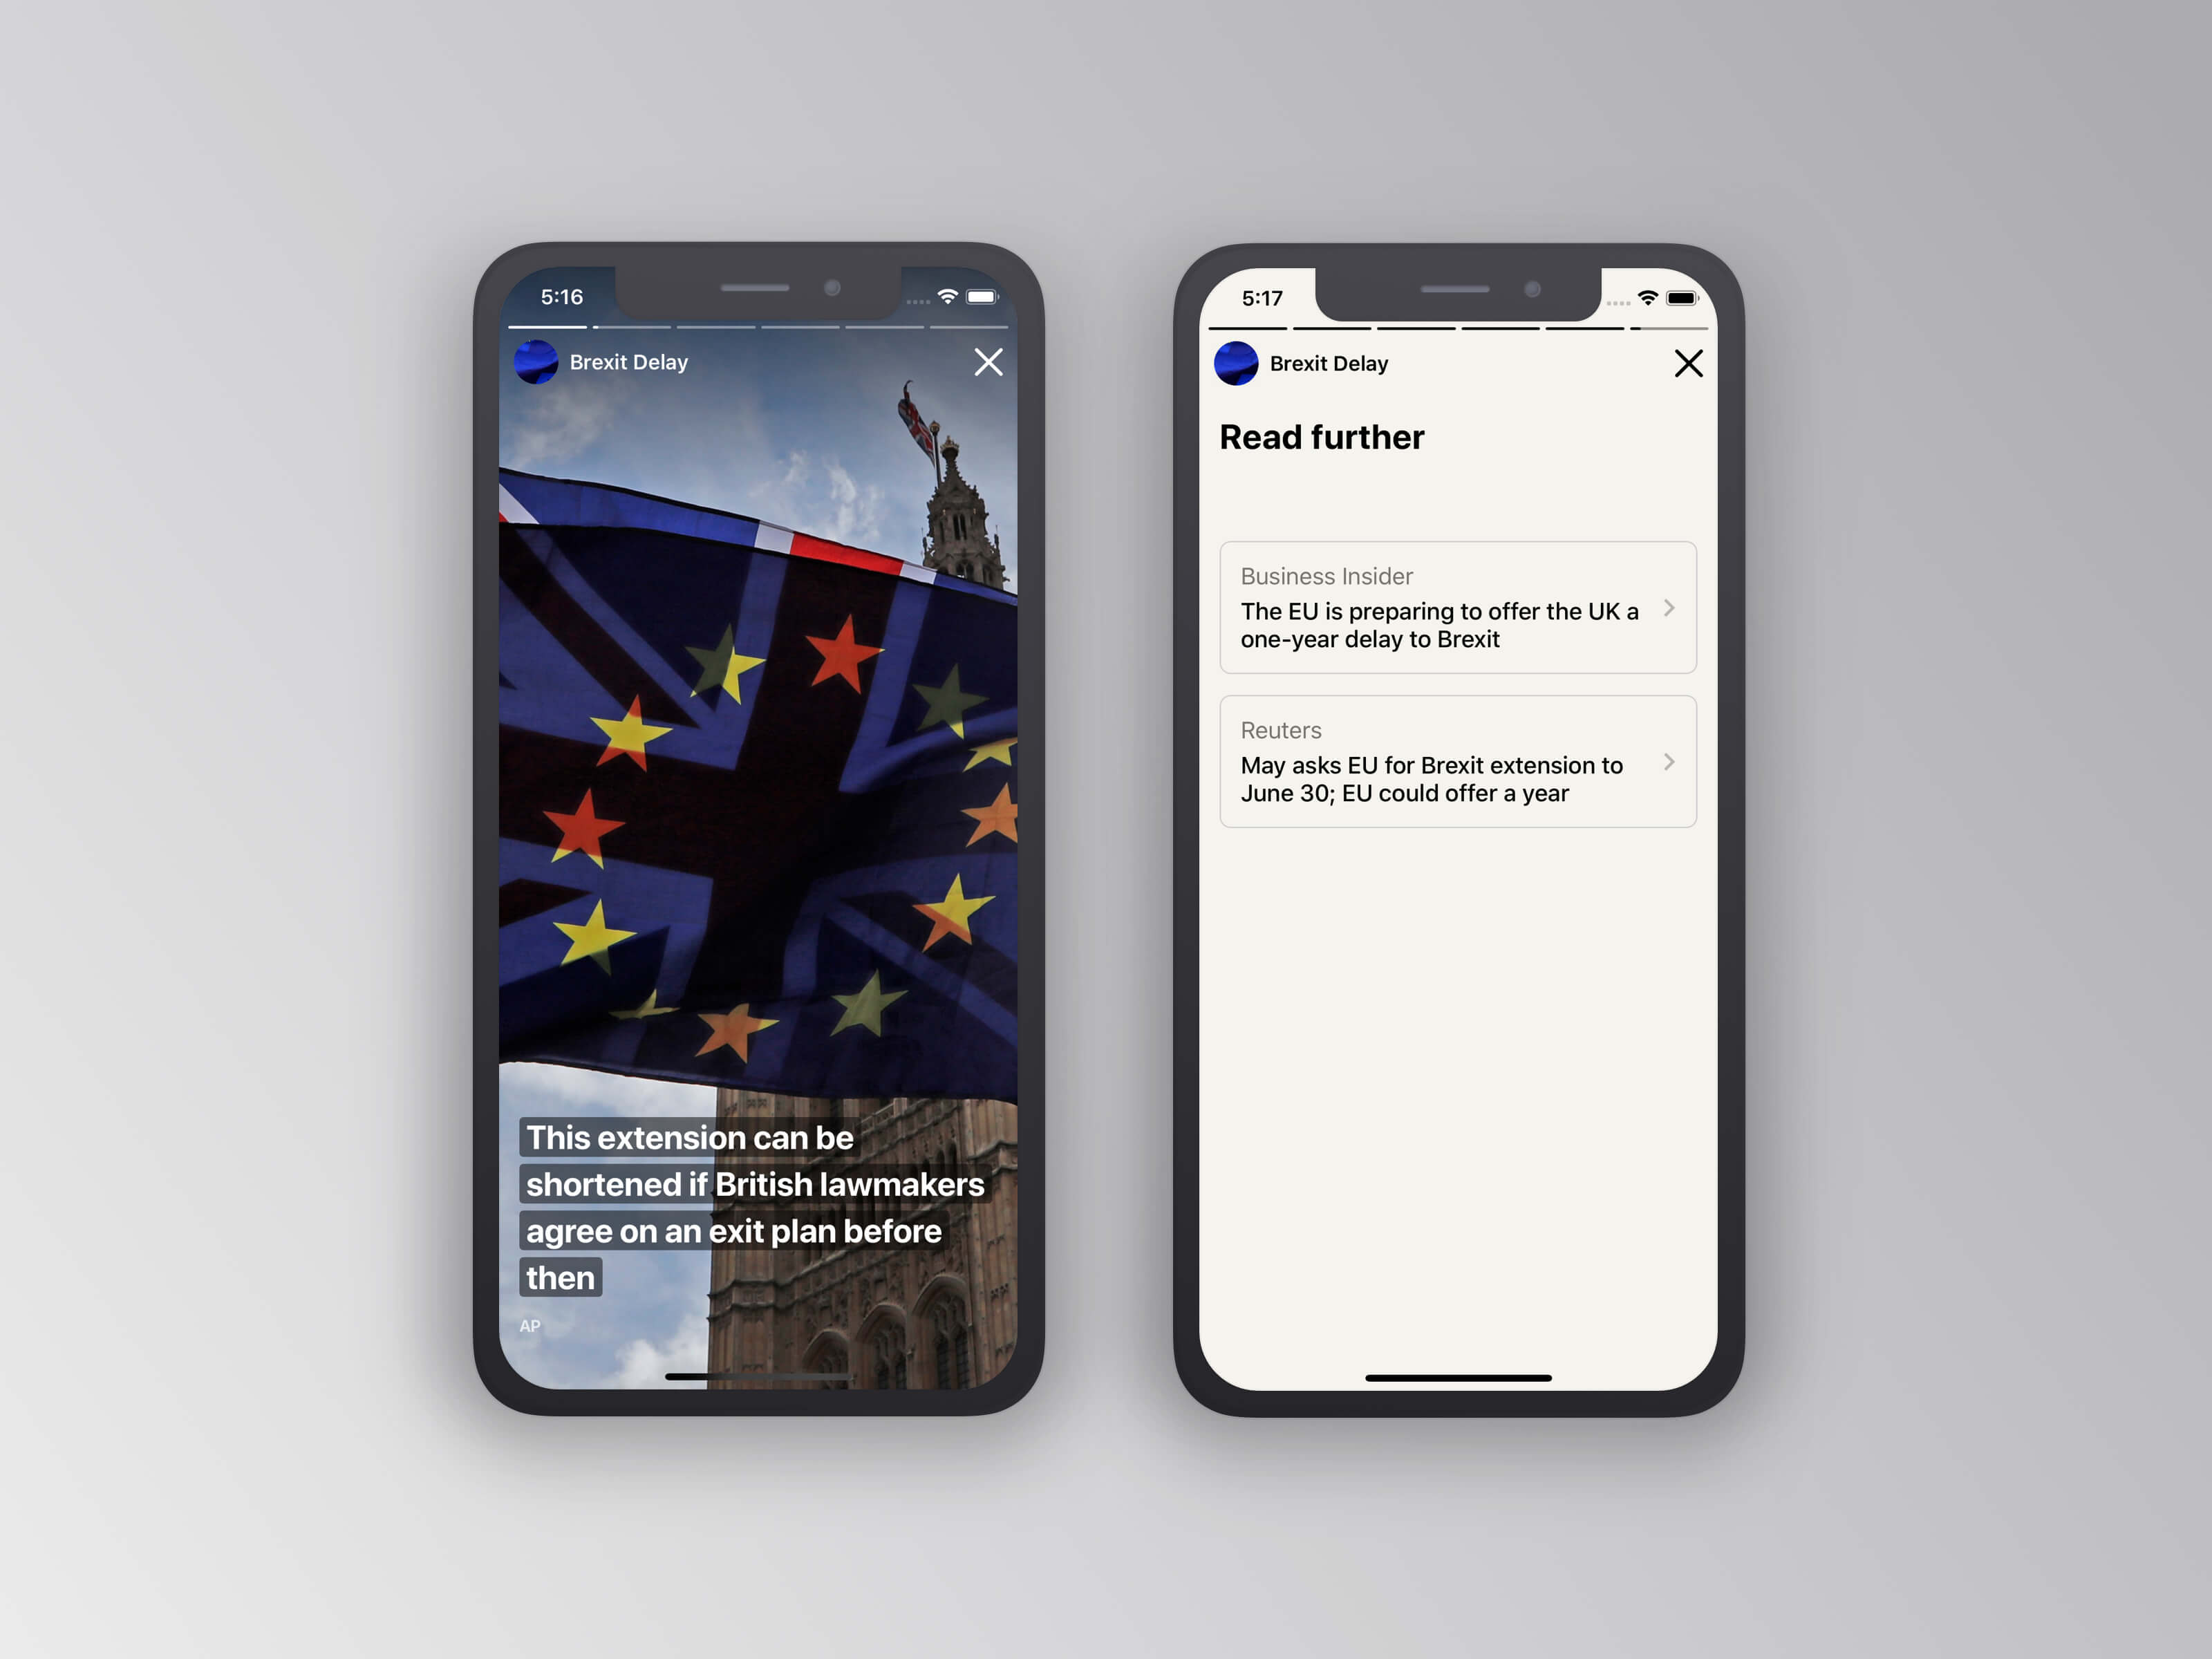 5:16
Brexit Delay
This extension can be
shortened if British lawmakers
agree on an exit plan before
then
AP
5:17
Brexit Delay
Read further
Business Insider
The EU is preparing to offer the UK a
one-year delay to Brexit
Reuters
May asks EU for Brexit extension to
June 30; EU could offer a year